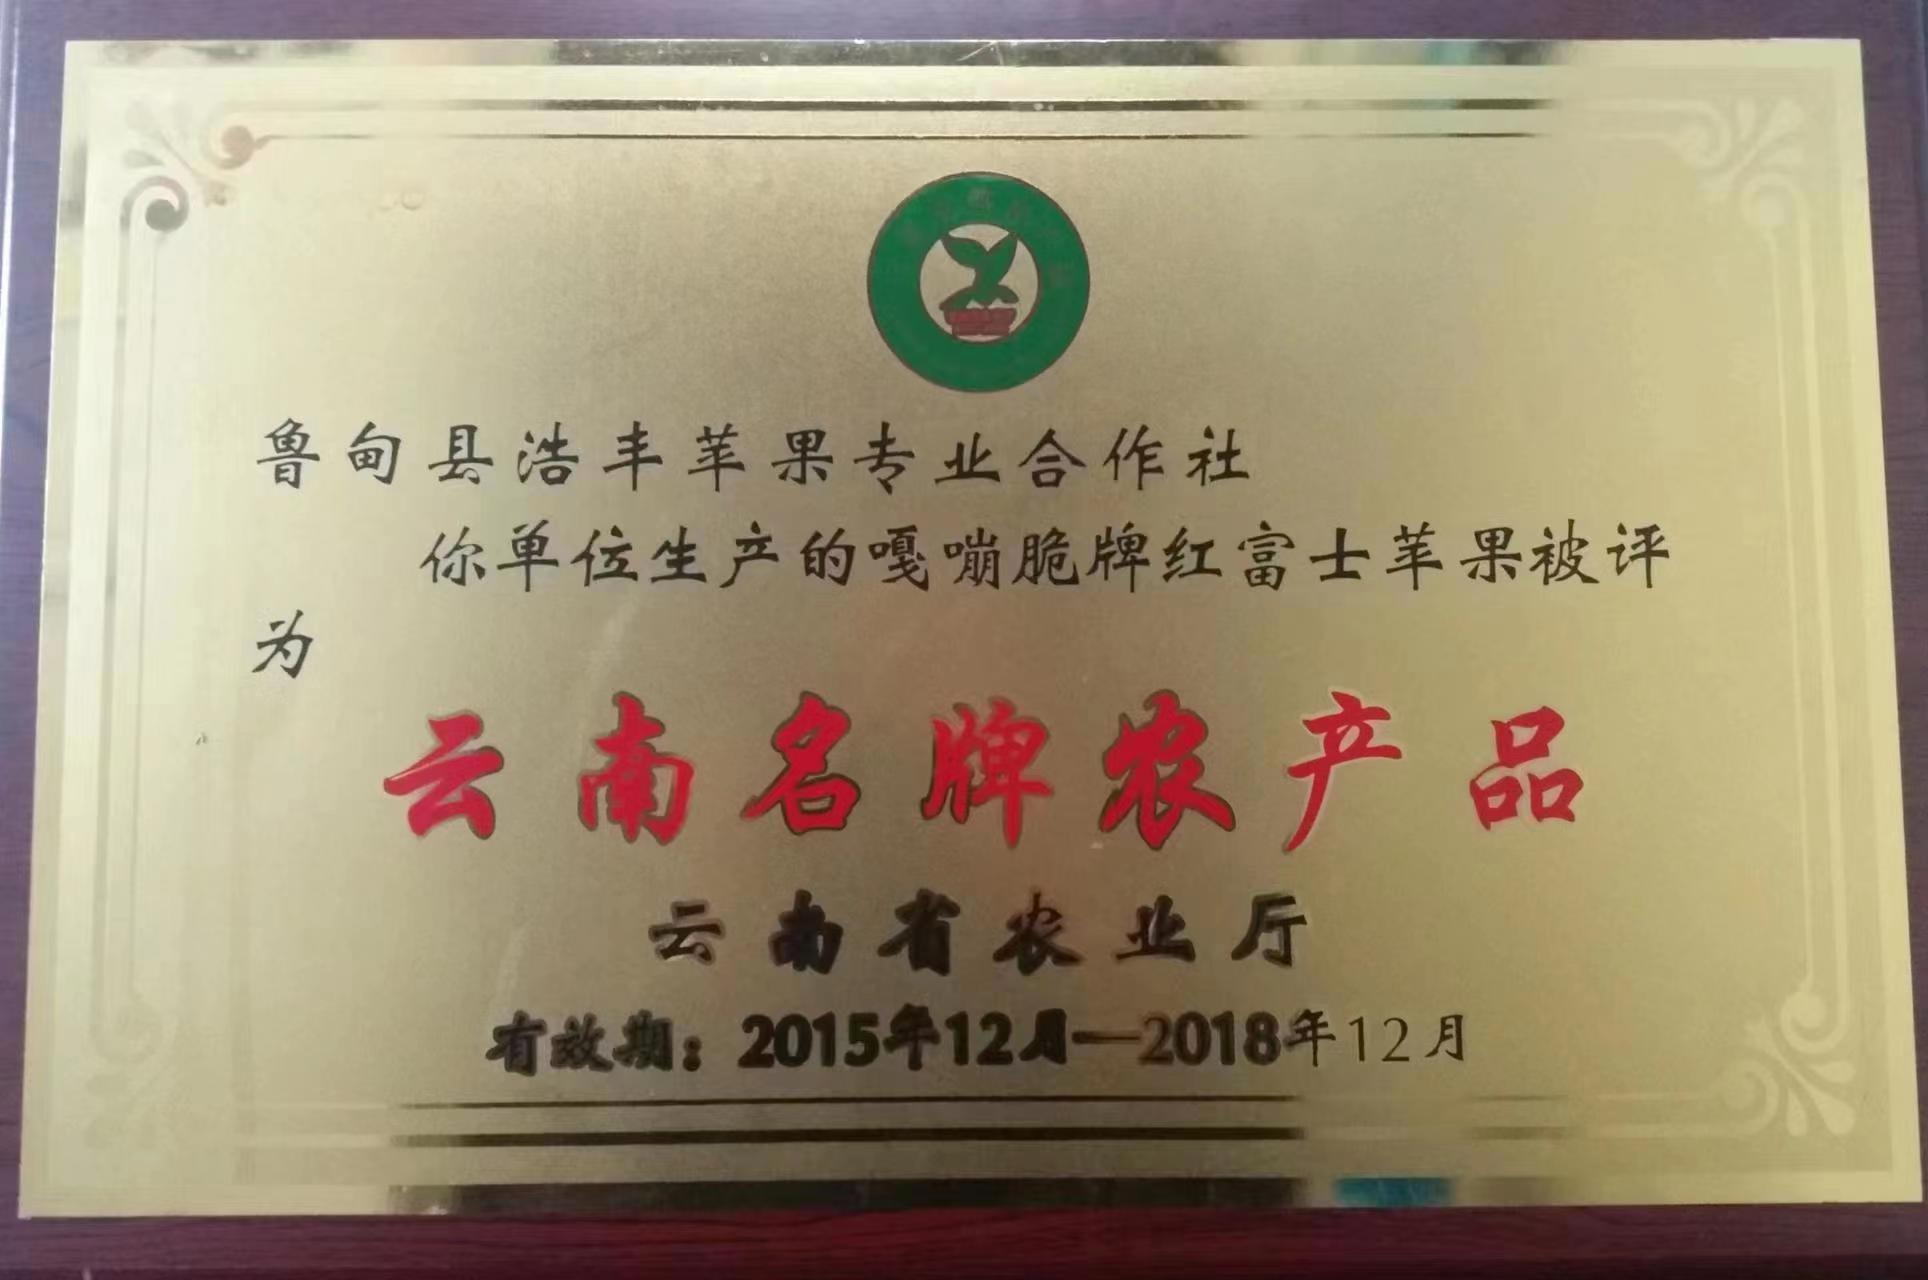 鲁甸县浩丰苹果专业合作社
你单位生产的嘎嘣脆牌红富士苹果被评
为
云南名牌农产品
云南省农业厅
有效期：2015年12月—2018年12月